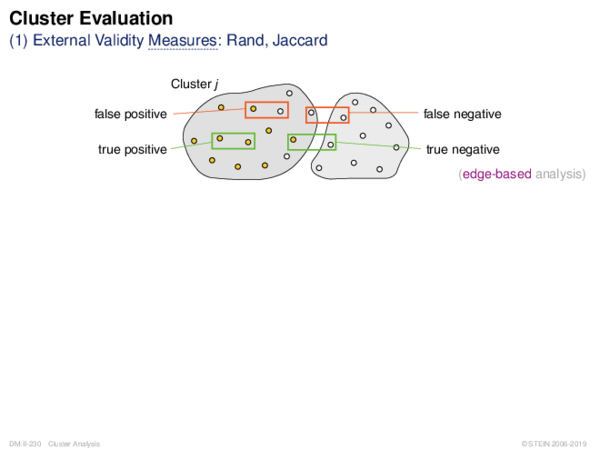 Cluster Evaluation
(1) External Validity Measures: Rand, Jaccard
Cluster j
false positive
false negative
true positive
true negative
(edge-based analysis)
DM:II-230 Cluster Analysis
© STEIN 2006-2019